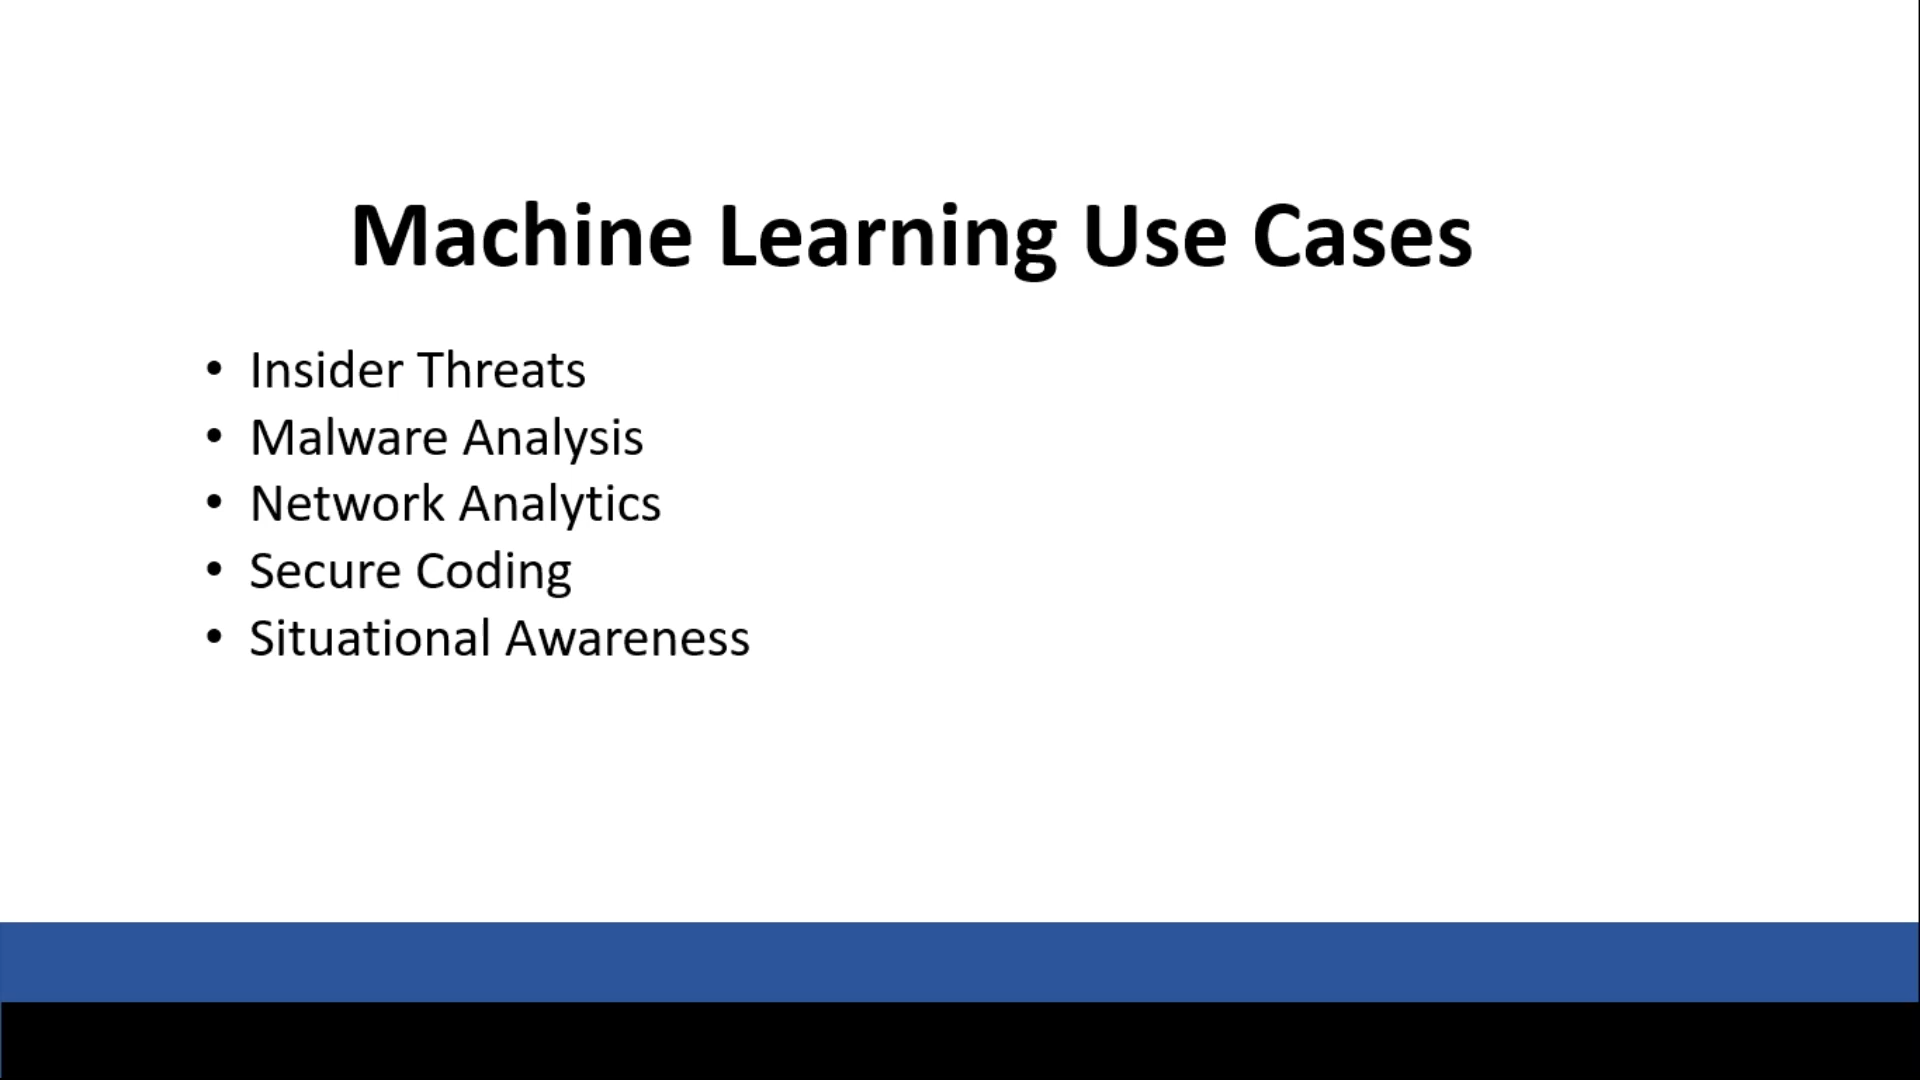 Machine Learning Use Cases
• Insider Threats
• Malware Analysis
• Network Analytics
• Secure Coding
• Situational Awareness